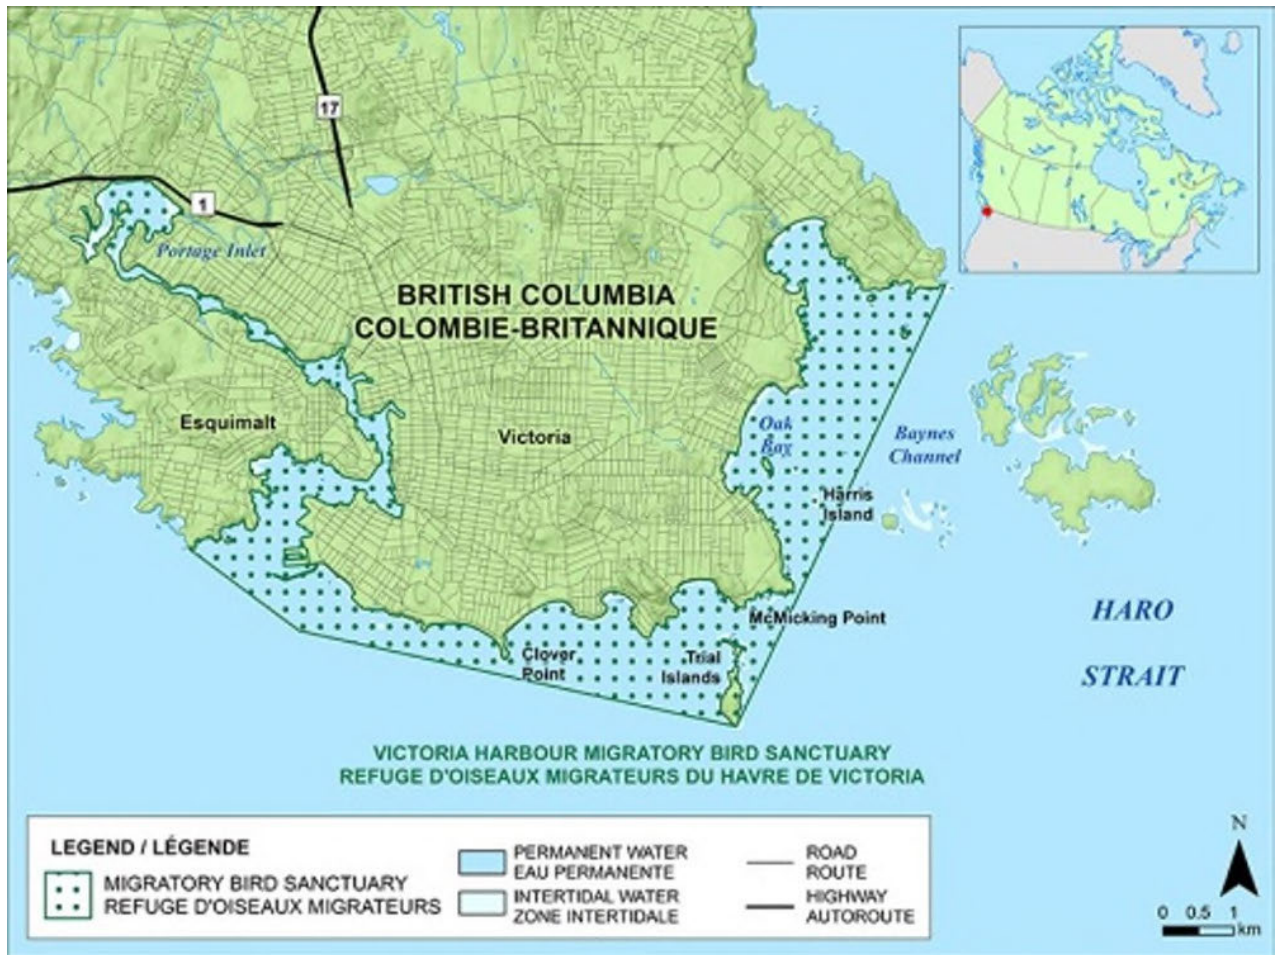 17
1
Portage Inlet
BRITISH COLUMBIA
COLOMBIE-BRITANNIQUE
Esquimalt
Victoria
Oak
Bay
Baynes
Channel
Harris
Island
HARO
STRAIT
McMicking Point
Clover
Point
Trial
Islands
VICTORIA HARBOUR MIGRATORY BIRD SANCTUARY
REFUGE D'OISEAUX MIGRATEURS DU HAVRE DE VICTORIA
LEGEND / LÉGENDE
MIGRATORY BIRD SANCTUARY
REFUGE D'OISEAUX MIGRATEURS
PERMANENT WATER
EAU PERMANENTE
INTERTIDAL WATER
ZONE INTERTIDALE
ROAD
ROUTE
HIGHWAY
AUTOROUTE
N
0 0.5 1
km